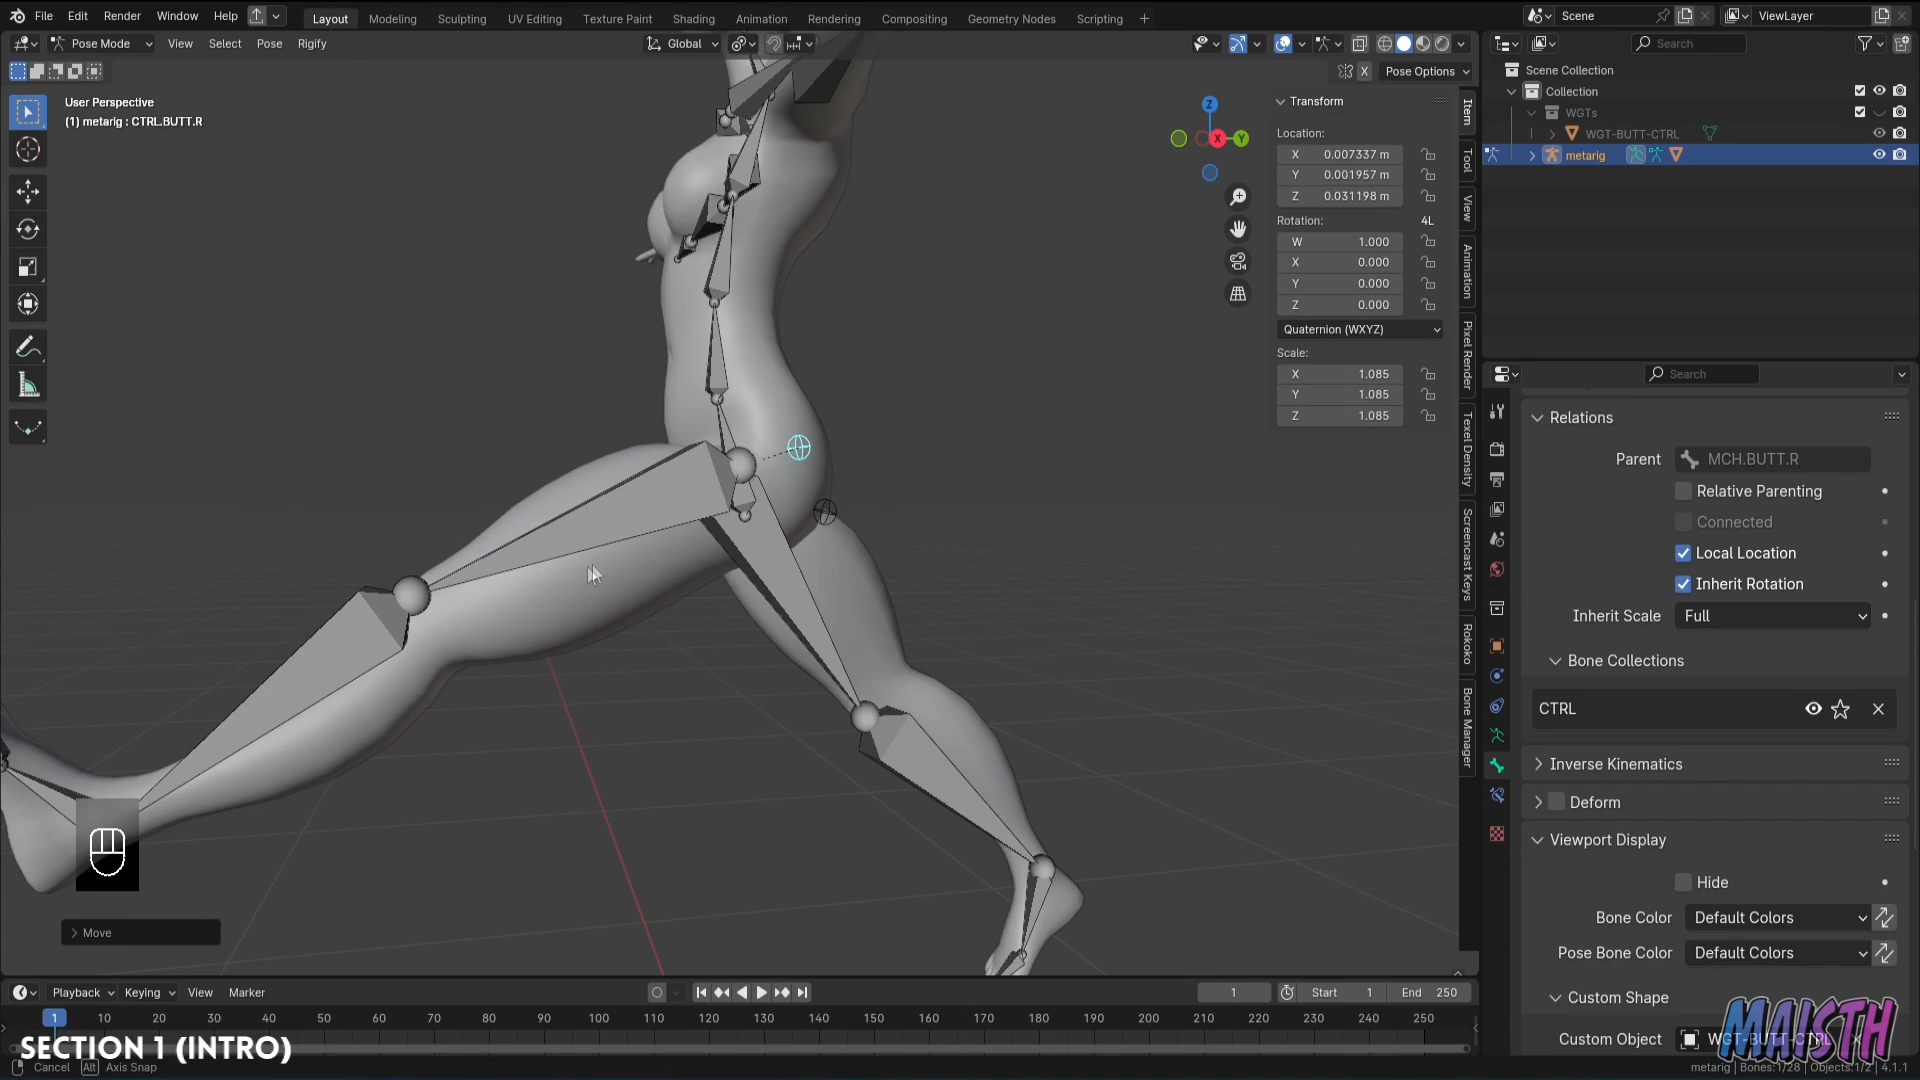 File Edit Render Window Help
Layout Modeling Sculpting UV Editing Texture Paint Shading Animation Rendering Compositing Geometry Nodes Scripting +
Scene
ViewLayer
Pose Mode View Select Pose Rigify
Global
Search
X Pose Options
User Perspective
(1) metarig : CTRL.BUTT.R
Scene Collection
Collection
WGTs
WGT-BUTT-CTRL
metarig
Z
X
Y
Transform
Location:
X 0.007337 m
Y 0.001957 m
Z 0.031198 m
Rotation: 4L
W 1.000
X 0.000
Y 0.000
Z 0.000
Quaternion (WXYZ)
Scale:
X 1.085
Y 1.085
Z 1.085
Item
Tool
View
Animation
Pixel Render
Texel Density
Screencast Keys
Rokoko
Bone Manager
Search
Relations
Parent MCH.BUTT.R
Relative Parenting
Connected
Local Location
Inherit Rotation
Inherit Scale Full
Bone Collections
CTRL
Inverse Kinematics
Deform
Viewport Display
Hide
Bone Color Default Colors
Pose Bone Color Default Colors
Custom Shape
Custom Object WGT-BUTT-CTRL
Move
Playback Keying View Marker
1
Start 1
End 250
1 10 20 30 40 50 60 70 80 90 100 110 120 130 140 150 160 170 180 190 200 210 220 230 240 250
SECTION 1 (INTRO)
MAISTH
Cancel Alt Axis Snap
metarig | Bones:1/28 | Objects:1/2 | 4.1.1